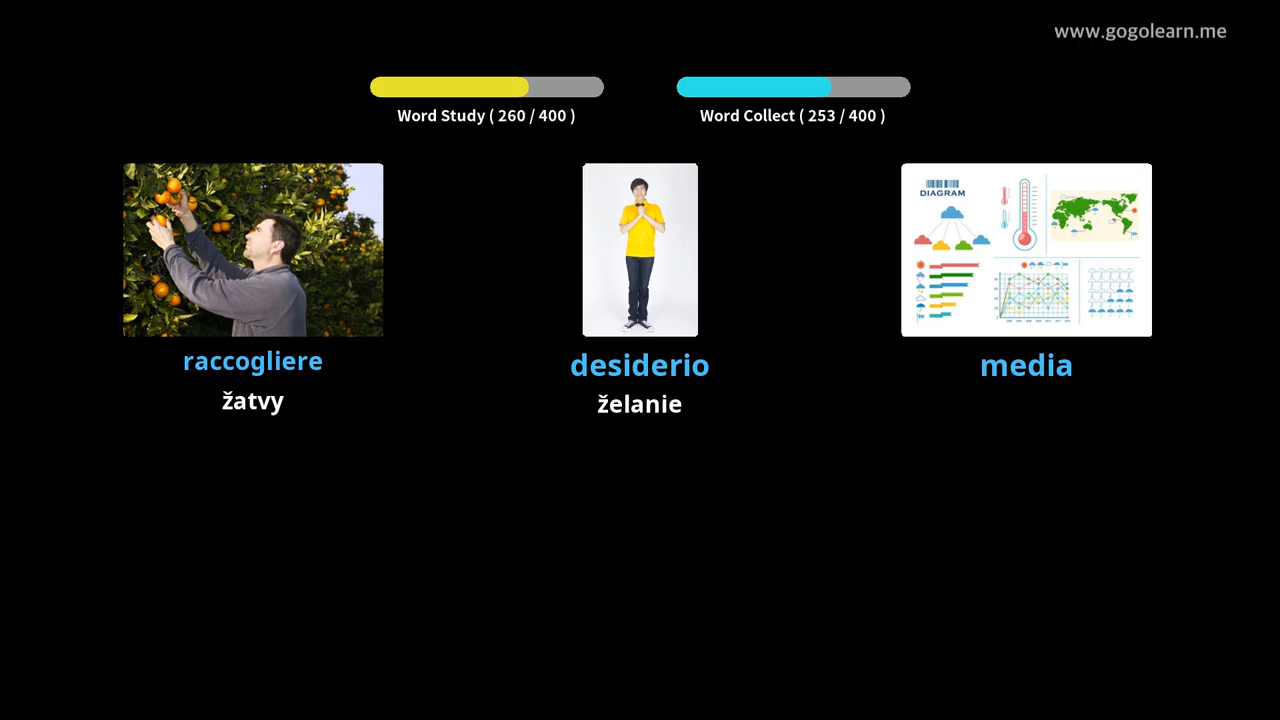 www.gogolearn.me
Word Study ( 260 / 400 )
Word Collect ( 253 / 400 )
DIAGRAM
raccogliere
desiderio
media
žatvy
želanie